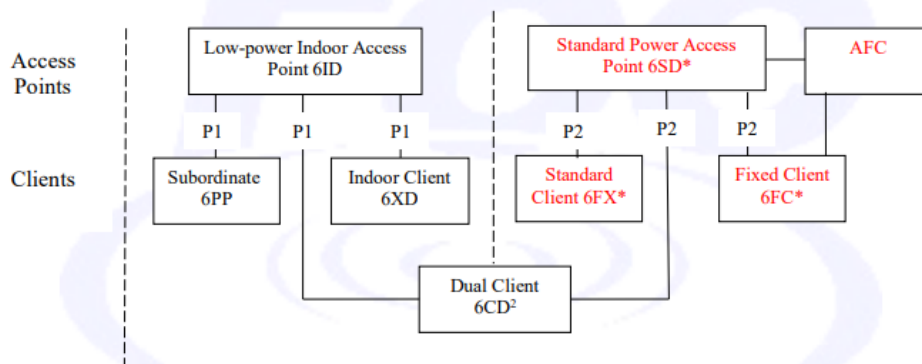 Access
Points
Low-power Indoor Access
Point 6ID
Standard Power Access
Point 6SD*
AFC
P1
P1
P1
P2
P2
P2
Clients
Subordinate
6PP
Indoor Client
6XD
Standard
Client 6FX*
Fixed Client
6FC*
Dual Client
6CD²